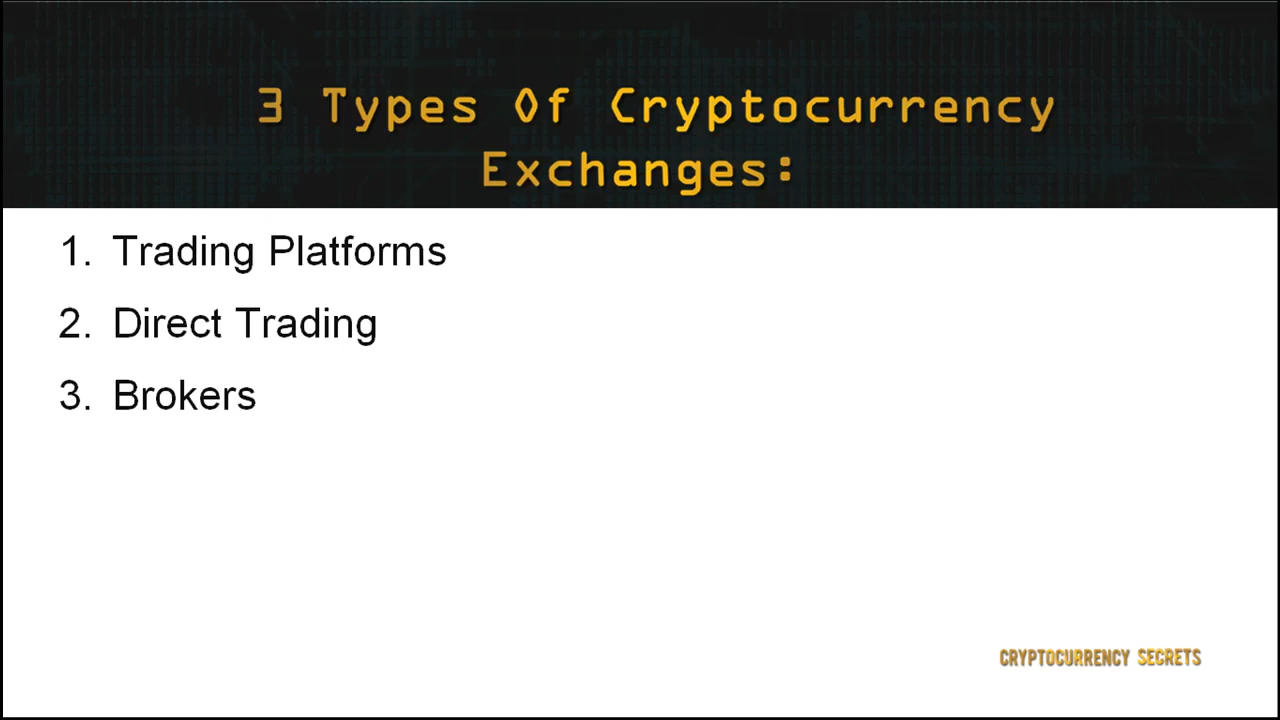 3 Types Of Cryptocurrency
Exchanges:
1. Trading Platforms
2. Direct Trading
3. Brokers
CRYPTOCURRENCY SECRETS